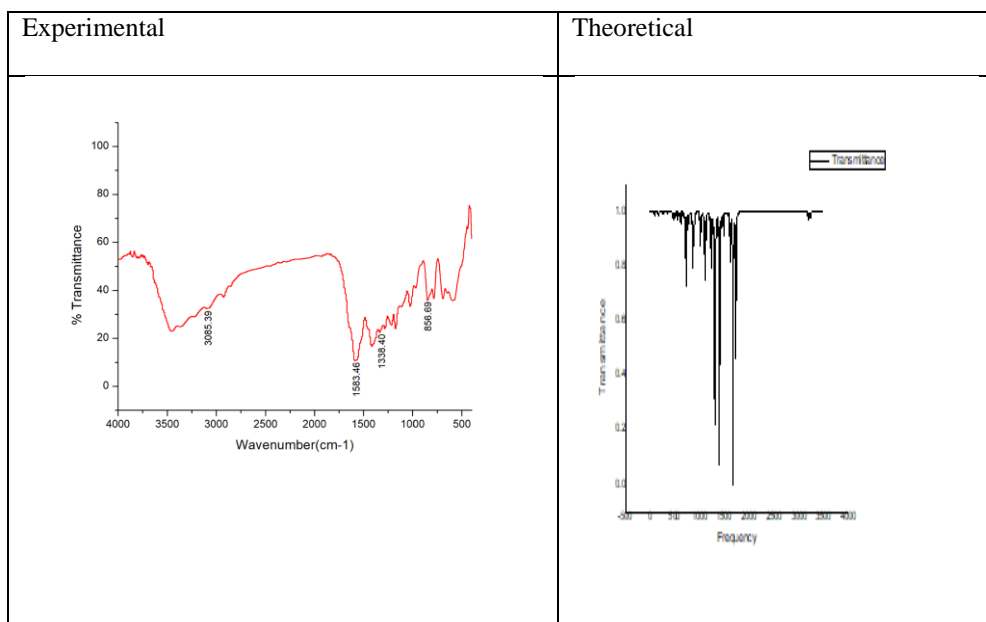 Experimental
Theoretical
100
80
60
40
20
0
% Transmittance
3085.39
1583.46
1338.40
856.69
4000 3500 3000 2500 2000 1500 1000 500
Wavenumber(cm-1)
Transmittance
1.0
0.8
0.6
0.4
0.2
0.0
Transmittance
-500 0 500 1000 1500 2000 2500 3000 3500 4000
Frequency